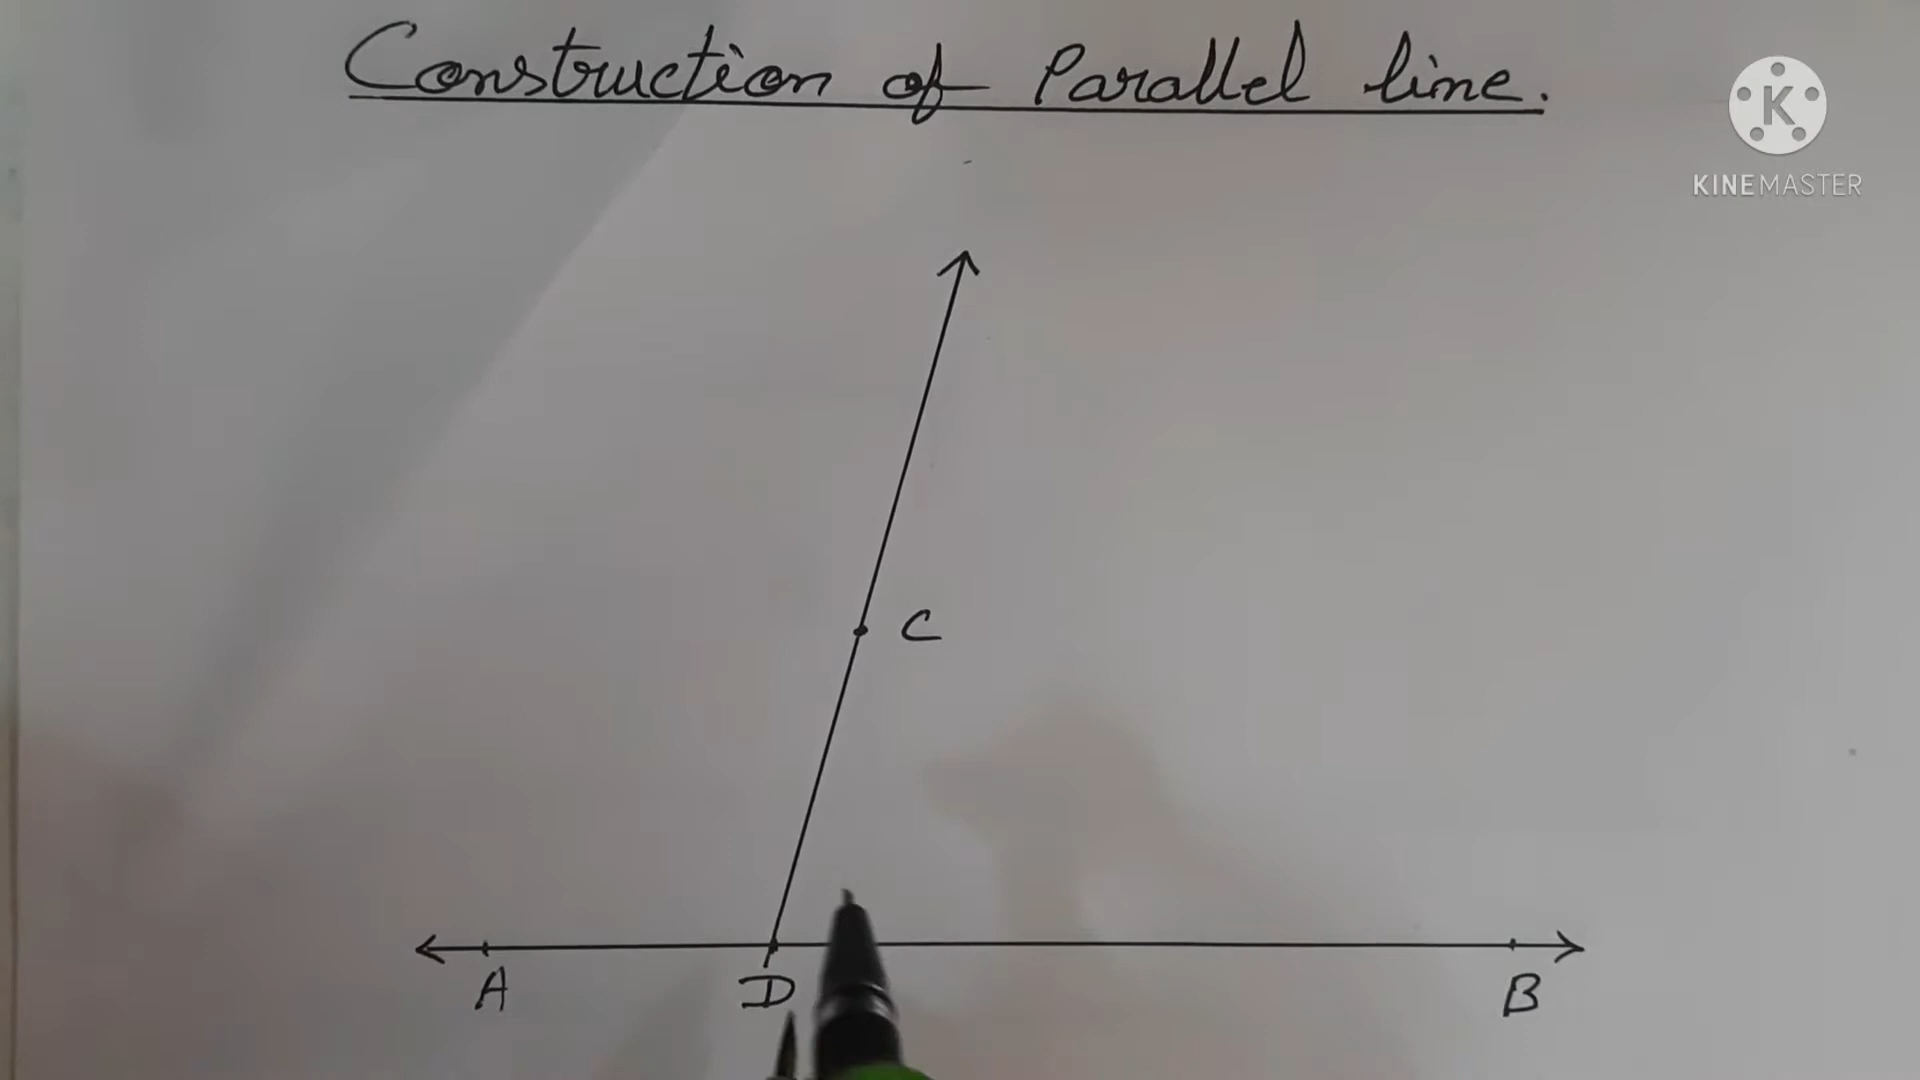 Construction of Parallel line.
K
KINEMASTER
C
A D B